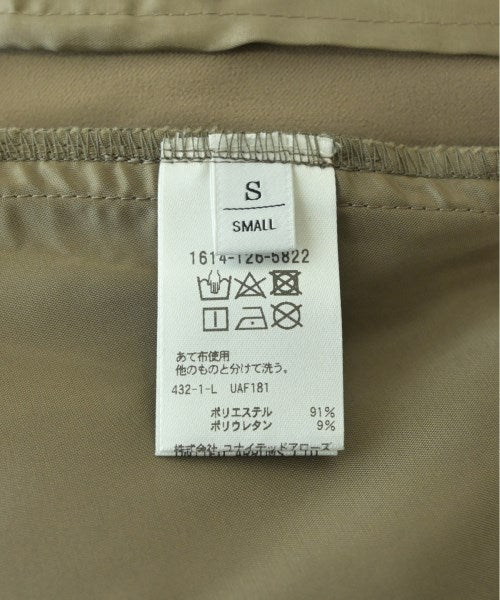 S
SMALL
1614-126-5822
あて布使用
他のものと分けて洗う。
432-1-L UAF181
ポリエステル 91%
ポリウレタン 9%
株式会社 ユナイテッドアローズ